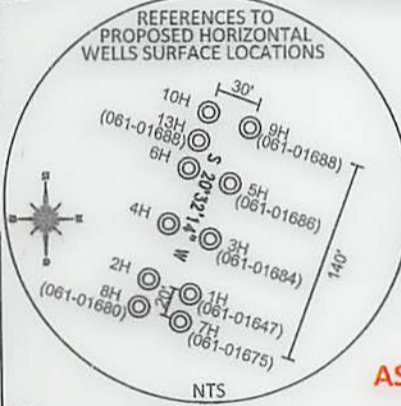 REFERENCES TO
PROPOSED HORIZONTAL
WELLS SURFACE LOCATIONS
30'
10H
13H
(061-01688)
9H
(061-01688)
6H
S 20°32'14" W
5H
(061-01686)
4H
3H
(061-01684)
140'
2H
8H
(061-01680)
20'
1H
(061-01647)
7H
(061-01675)
NTS
AS